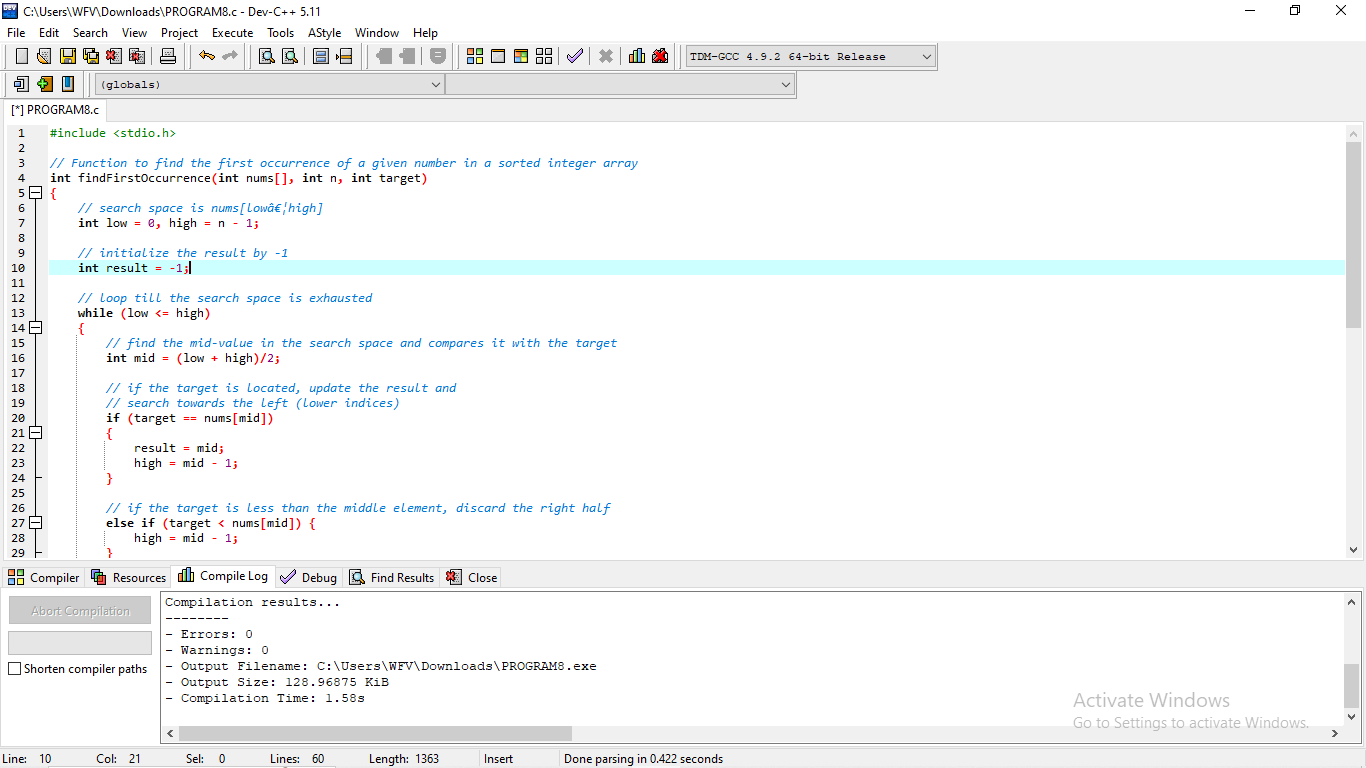 C:\Users\WFV\Downloads\PROGRAM8.c - Dev-C++ 5.11
File Edit Search View Project Execute Tools AStyle Window Help
TDM-GCC 4.9.2 64-bit Release
(globals)
[*] PROGRAM8.c
1 #include <stdio.h>
2
3 // Function to find the first occurrence of a given number in a sorted integer array
4 int findFirstOccurrence(int nums[], int n, int target)
5 {
6 // search space is nums[lowâ€¦high]
7 int low = 0, high = n - 1;
8
9 // initialize the result by -1
10 int result = -1;
11
12 // loop till the search space is exhausted
13 while (low <= high)
14 {
15 // find the mid-value in the search space and compares it with the target
16 int mid = (low + high)/2;
17
18 // if the target is located, update the result and
19 // search towards the left (lower indices)
20 if (target == nums[mid])
21 {
22 result = mid;
23 high = mid - 1;
24 }
25
26 // if the target is less than the middle element, discard the right half
27 else if (target < nums[mid]) {
28 high = mid - 1;
29 }
Compiler Resources Compile Log Debug Find Results Close
Abort Compilation
Shorten compiler paths
Compilation results...
--------
- Errors: 0
- Warnings: 0
- Output Filename: C:\Users\WFV\Downloads\PROGRAM8.exe
- Output Size: 128.96875 KiB
- Compilation Time: 1.58s
Activate Windows
Go to Settings to activate Windows.
Line: 10 Col: 21 Sel: 0 Lines: 60 Length: 1363 Insert Done parsing in 0.422 seconds